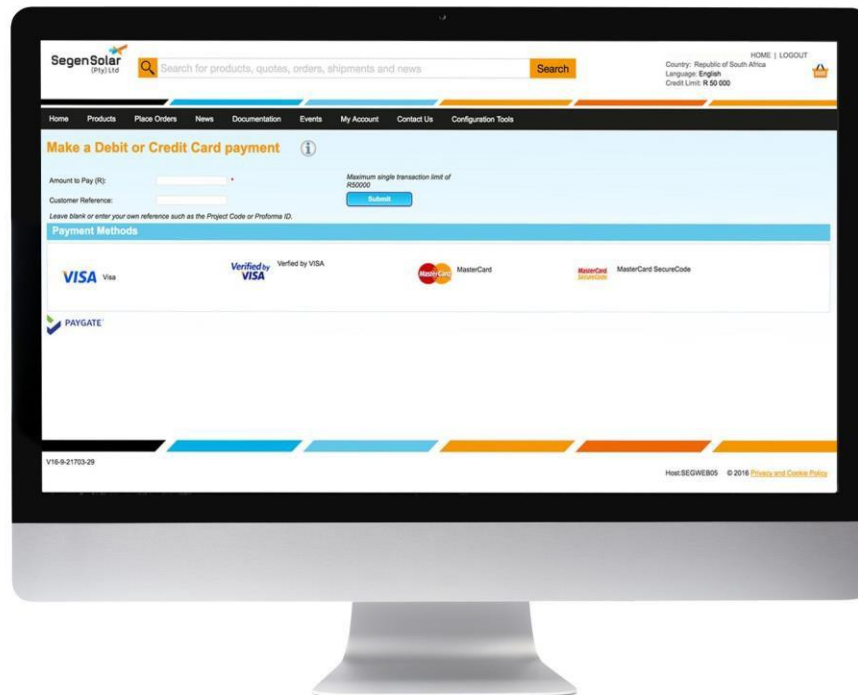 SegenSolar
(Pty) Ltd
Search for products, quotes, orders, shipments and news
Search
HOME | LOGOUT
Country: Republic of South Africa
Language: English
Credit Limit: R 50 000
Home Products Place Orders News Documentation Events My Account Contact Us Configuration Tools
Make a Debit or Credit Card payment i
Amount to Pay (R): *
Maximum single transaction limit of
R50000
Customer Reference:
Submit
Leave blank or enter your own reference such as the Project Code or Proforma ID.
Payment Methods
VISA Visa
Verified by
VISA
Verfied by VISA
MasterCard MasterCard
MasterCard
SecureCode
MasterCard SecureCode
PAYGATE
V16-9-21703-29
Host:SEGWEB05 © 2016 Privacy and Cookie Policy